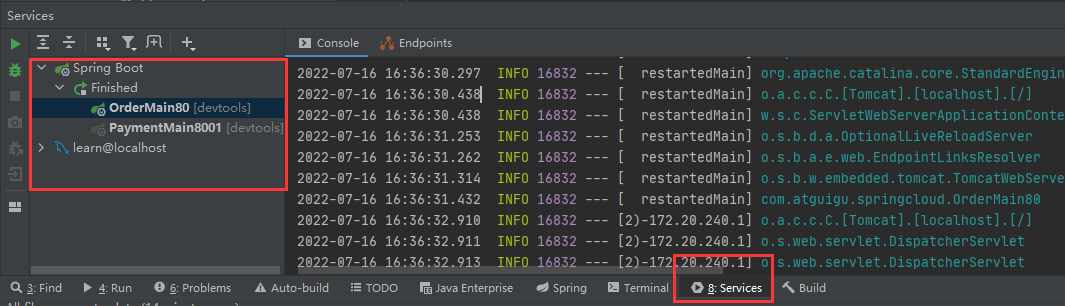 Services
Console
Endpoints
Spring Boot
Finished
OrderMain80 [devtools]
PaymentMain8001 [devtools]
learn@localhost
2022-07-16 16:36:30.297 INFO 16832 --- [ restartedMain] org.apache.catalina.core.StandardEngin
2022-07-16 16:36:30.438 INFO 16832 --- [ restartedMain] o.a.c.c.C.[Tomcat].[localhost].[/]
2022-07-16 16:36:30.438 INFO 16832 --- [ restartedMain] w.s.c.ServletWebServerApplicationConte
2022-07-16 16:36:31.253 INFO 16832 --- [ restartedMain] o.s.b.d.a.OptionalLiveReloadServer
2022-07-16 16:36:31.262 INFO 16832 --- [ restartedMain] o.s.b.a.e.web.EndpointLinksResolver
2022-07-16 16:36:31.314 INFO 16832 --- [ restartedMain] o.s.b.w.embedded.tomcat.TomcatWebServe
2022-07-16 16:36:31.432 INFO 16832 --- [ restartedMain] com.atguigu.springcloud.OrderMain80
2022-07-16 16:36:32.910 INFO 16832 --- [2)-172.20.240.1] o.a.c.c.C.[Tomcat].[localhost].[/]
2022-07-16 16:36:32.911 INFO 16832 --- [2)-172.20.240.1] o.s.web.servlet.DispatcherServlet
2022-07-16 16:36:32.913 INFO 16832 --- [2)-172.20.240.1] o.s.web.servlet.DispatcherServlet
3: Find 4: Run 6: Problems Auto-build TODO Java Enterprise Spring Terminal 8: Services Build